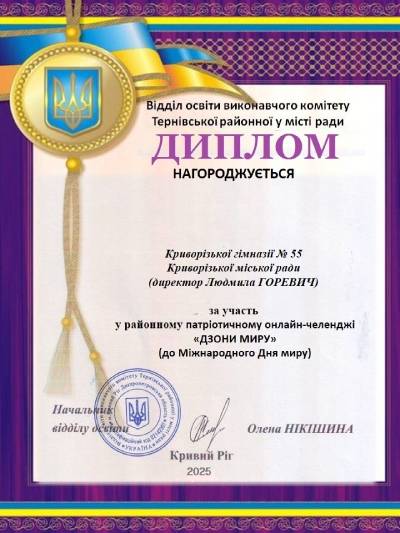 Відділ освіти виконавчого комітету
Тернівської районної у місті ради
ДИПЛОМ
НАГОРОДЖУЄТЬСЯ
Криворізької гімназії № 55
Криворізької міської ради
(директор Людмила ГОРЕВИЧ)
за участь
у районному патріотичному онлайн-челенджі
«ДЗОНИ МИРУ»
(до Міжнародного Дня миру)
Начальник
відділу освіти
Олена НІКІШИНА
Кривий Ріг
2025